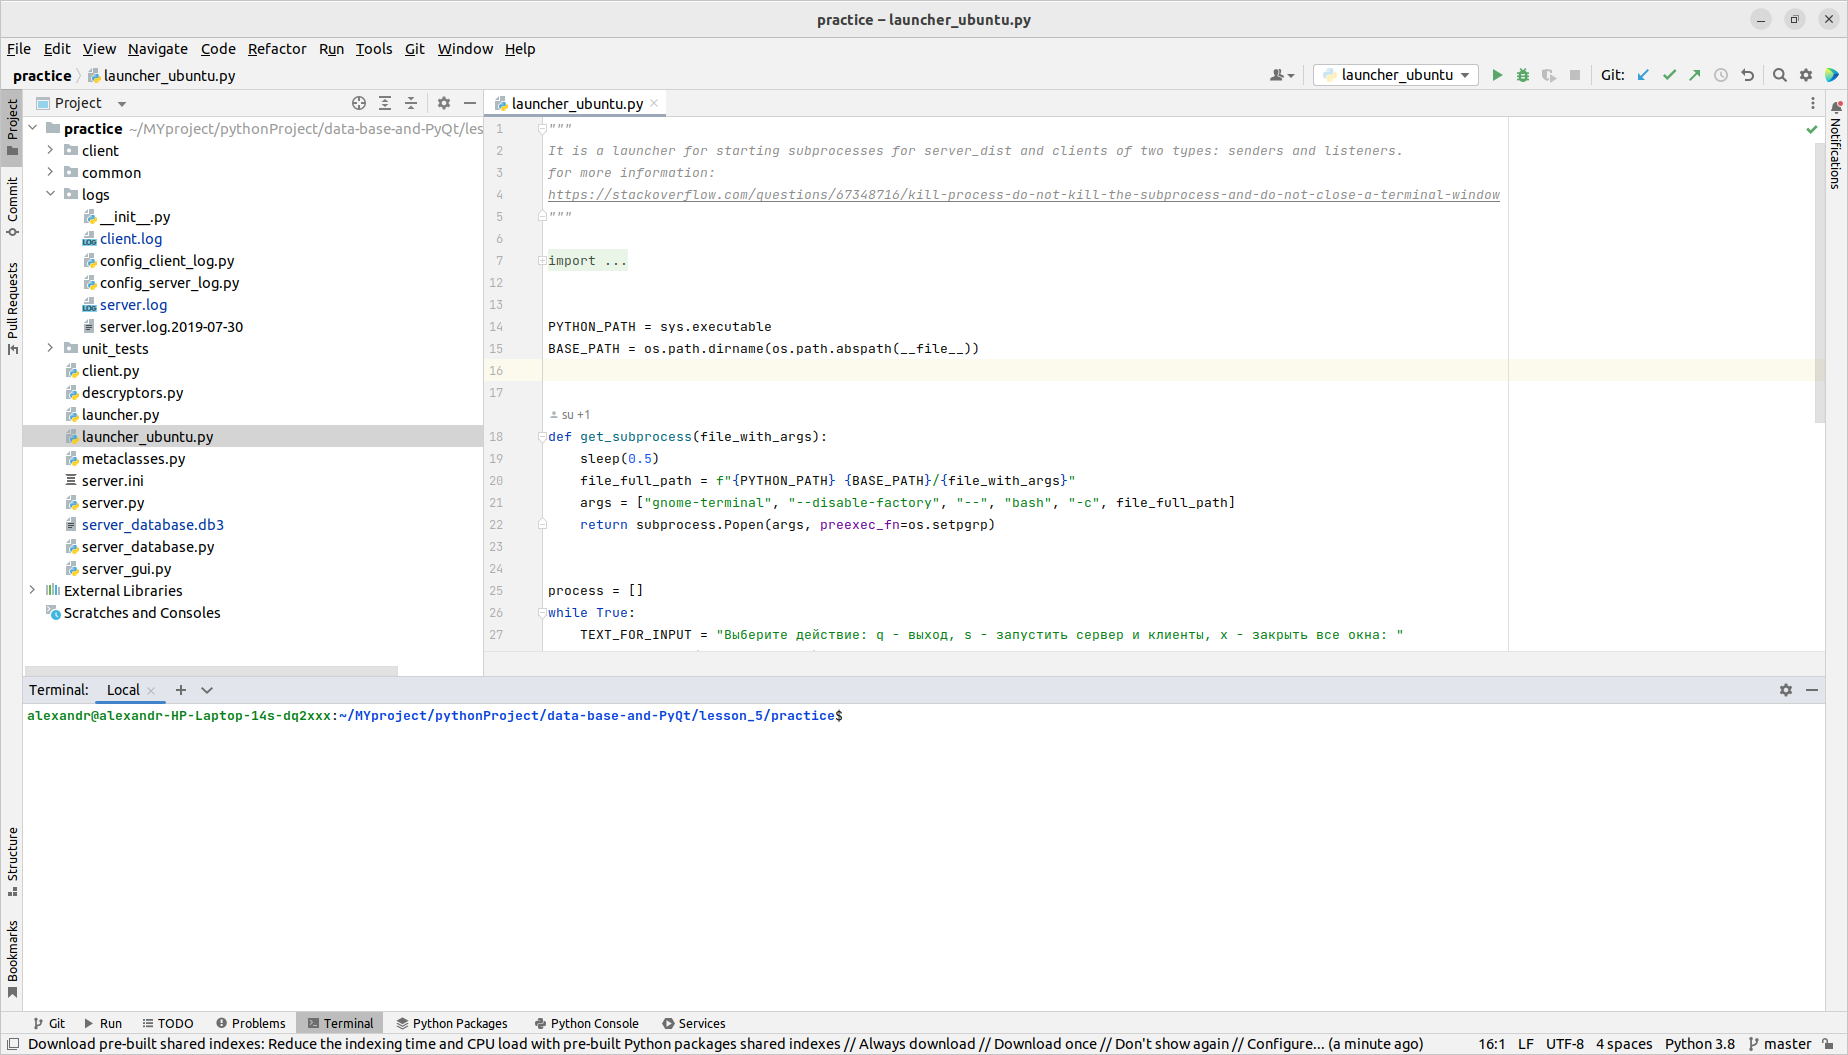 practice – launcher_ubuntu.py
File Edit View Navigate Code Refactor Run Tools Git Window Help
practice launcher_ubuntu.py
launcher_ubuntu
Git:
Project
launcher_ubuntu.py
Project
Commit
Pull Requests
Structure
Bookmarks
Notifications
practice ~/MYproject/pythonProject/data-base-and-PyQt/les
client
common
logs
__init__.py
client.log
config_client_log.py
config_server_log.py
server.log
server.log.2019-07-30
unit_tests
client.py
descryptors.py
launcher.py
launcher_ubuntu.py
metaclasses.py
server.ini
server.py
server_database.db3
server_database.py
server_gui.py
External Libraries
Scratches and Consoles
1 """
2 It is a launcher for starting subprocesses for server_dist and clients of two types: senders and listeners.
3 for more information:
4 https://stackoverflow.com/questions/67348716/kill-process-do-not-kill-the-subprocess-and-do-not-close-a-terminal-window
5 """
6
7 import ...
12
13
14 PYTHON_PATH = sys.executable
15 BASE_PATH = os.path.dirname(os.path.abspath(__file__))
16
17
su +1
18 def get_subprocess(file_with_args):
19 sleep(0.5)
20 file_full_path = f"{PYTHON_PATH} {BASE_PATH}/{file_with_args}"
21 args = ["gnome-terminal", "--disable-factory", "--", "bash", "-c", file_full_path]
22 return subprocess.Popen(args, preexec_fn=os.setpgrp)
23
24
25 process = []
26 while True:
27 TEXT_FOR_INPUT = "Выберите действие: q - выход, s - запустить сервер и клиенты, x - закрыть все окна: "
Terminal: Local
alexandr@alexandr-HP-Laptop-14s-dq2xxx:~/MYproject/pythonProject/data-base-and-PyQt/lesson_5/practice$
Git Run TODO Problems Terminal Python Packages Python Console Services
Download pre-built shared indexes: Reduce the indexing time and CPU load with pre-built Python packages shared indexes // Always download // Download once // Don't show again // Configure... (a minute ago) 16:1 LF UTF-8 4 spaces Python 3.8 master